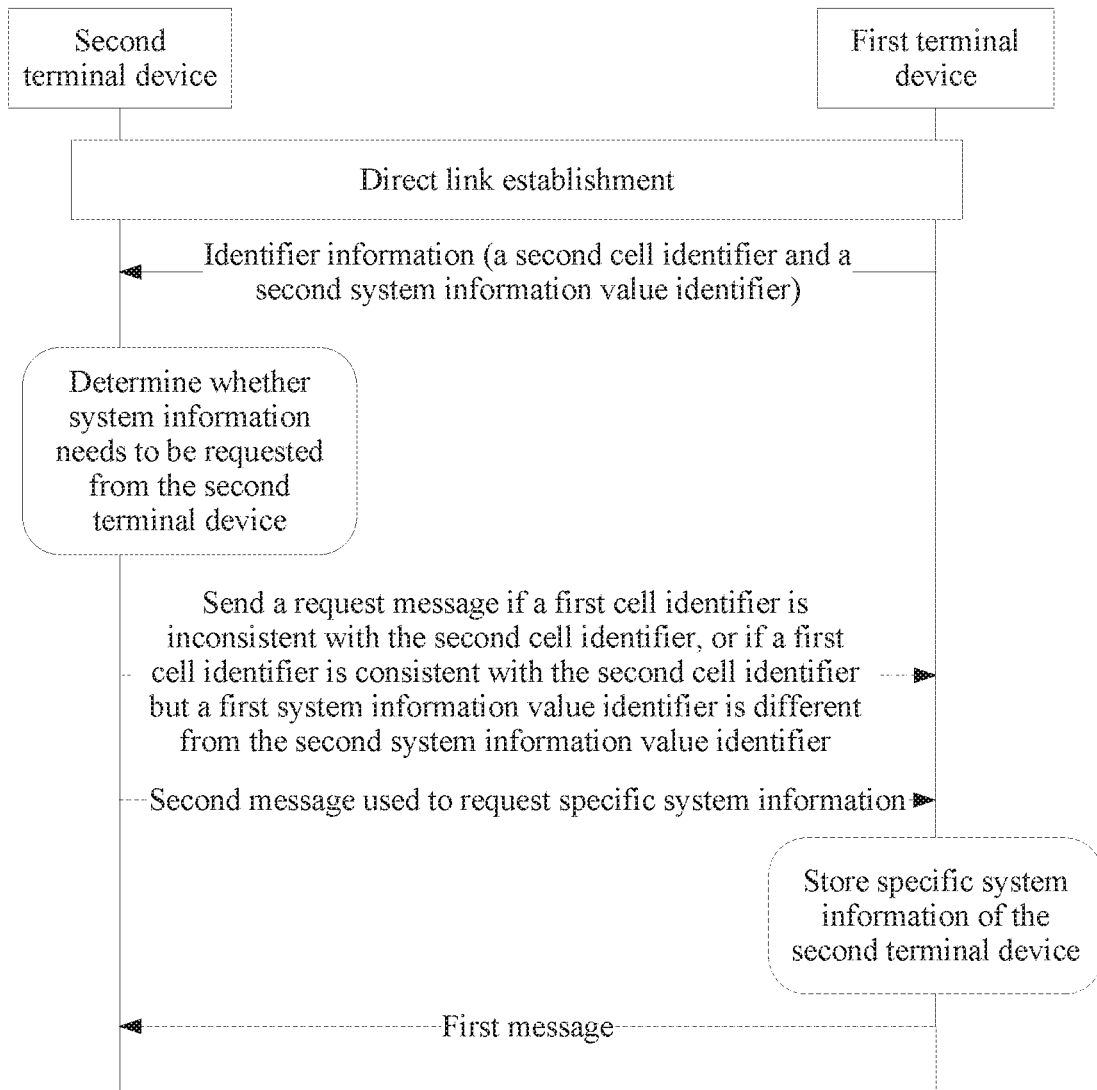 Second
terminal device
First terminal
device
Direct link establishment
Identifier information (a second cell identifier and a
second system information value identifier)
Determine whether
system information
needs to be requested
from the second
terminal device
Send a request message if a first cell identifier is
inconsistent with the second cell identifier, or if a first
cell identifier is consistent with the second cell identifier
but a first system information value identifier is different
from the second system information value identifier
Second message used to request specific system information
Store specific system
information of the
second terminal device
First message